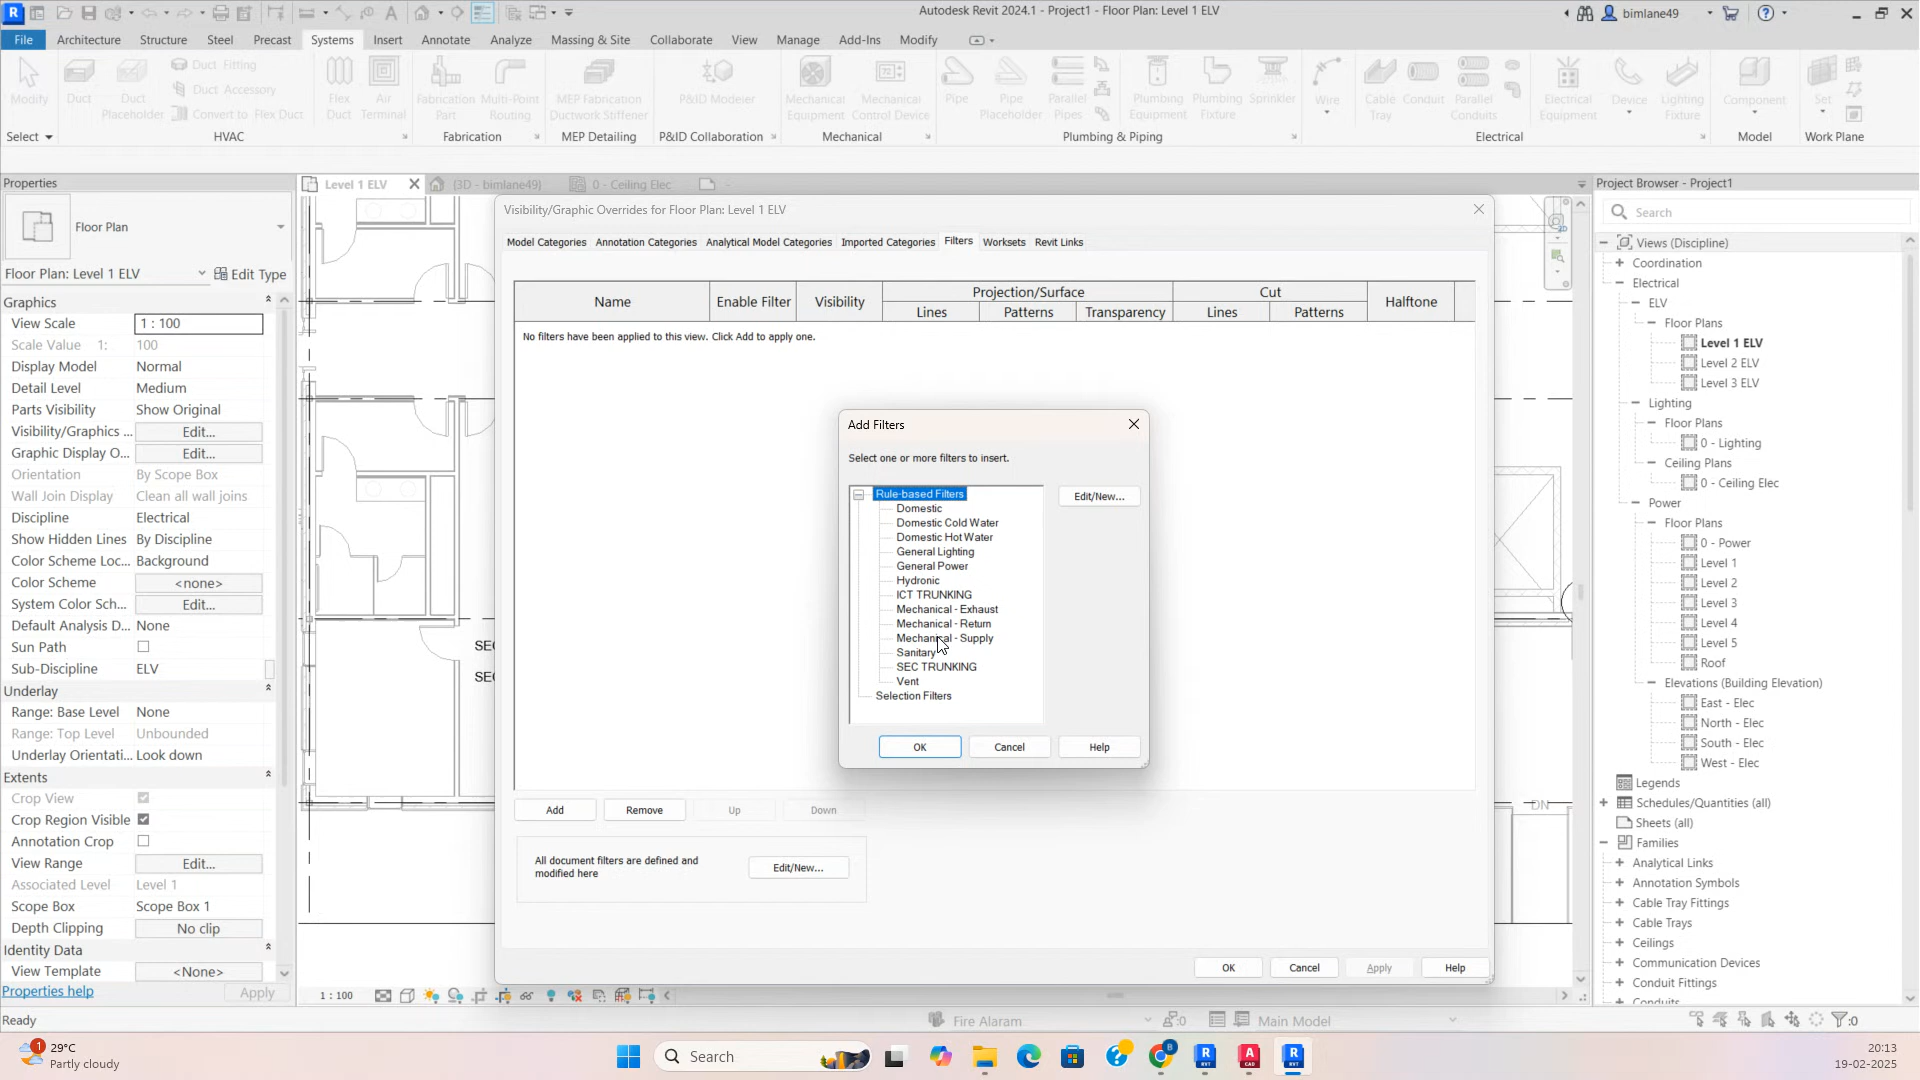 Autodesk Revit 2024.1 - Project1 - Floor Plan: Level 1 ELV
bimlane49
File Architecture Structure Steel Precast Systems Insert Annotate Analyze Massing & Site Collaborate View Manage Add-Ins Modify
Modify
Duct
Duct Placeholder
Duct Fitting
Duct Accessory
Convert to Flex Duct
Flex Duct
Air Terminal
Fabrication Part
Multi-Point Routing
MEP Fabrication Ductwork Stiffener
P&ID Modeler
Mechanical Equipment
Mechanical Control Device
Pipe
Pipe Placeholder
Parallel Pipes
Plumbing Equipment
Plumbing Fixture
Sprinkler
Wire
Cable Tray
Conduit
Parallel Conduits
Electrical Equipment
Device
Lighting Fixture
Component
Set
Select HVAC Fabrication MEP Detailing P&ID Collaboration Mechanical Plumbing & Piping Electrical Model Work Plane
Properties
Floor Plan
Floor Plan: Level 1 ELV Edit Type
Graphics
View Scale 1 : 100
Scale Value 1: 100
Display Model Normal
Detail Level Medium
Parts Visibility Show Original
Visibility/Graphics ... Edit...
Graphic Display O... Edit...
Orientation By Scope Box
Wall Join Display Clean all wall joins
Discipline Electrical
Show Hidden Lines By Discipline
Color Scheme Loc... Background
Color Scheme <none>
System Color Sch... Edit...
Default Analysis D... None
Sun Path
Sub-Discipline ELV
Underlay
Range: Base Level None
Range: Top Level Unbounded
Underlay Orientati... Look down
Extents
Crop View
Crop Region Visible
Annotation Crop
View Range Edit...
Associated Level Level 1
Scope Box Scope Box 1
Depth Clipping No clip
Identity Data
View Template <None>
Properties help Apply
Level 1 ELV (3D - bimlane49) 0 - Ceiling Elec -
SEC
SEC
DN
Visibility/Graphic Overrides for Floor Plan: Level 1 ELV
Model Categories Annotation Categories Analytical Model Categories Imported Categories Filters Worksets Revit Links
Name Enable Filter Visibility Projection/Surface Cut Halftone
Lines Patterns Transparency Lines Patterns
No filters have been applied to this view. Click Add to apply one.
Add Filters
Select one or more filters to insert.
Rule-based Filters Edit/New...
Domestic
Domestic Cold Water
Domestic Hot Water
General Lighting
General Power
Hydronic
ICT TRUNKING
Mechanical - Exhaust
Mechanical - Return
Mechanical - Supply
Sanitary
SEC TRUNKING
Vent
Selection Filters
OK Cancel Help
Add Remove Up Down
All document filters are defined and
modified here
Edit/New...
OK Cancel Apply Help
1 : 100
Project Browser - Project1
Search
Views (Discipline)
Coordination
Electrical
ELV
Floor Plans
Level 1 ELV
Level 2 ELV
Level 3 ELV
Lighting
Floor Plans
0 - Lighting
Ceiling Plans
0 - Ceiling Elec
Power
Floor Plans
0 - Power
Level 1
Level 2
Level 3
Level 4
Level 5
Roof
Elevations (Building Elevation)
East - Elec
North - Elec
South - Elec
West - Elec
Legends
Schedules/Quantities (all)
Sheets (all)
Families
Analytical Links
Annotation Symbols
Cable Tray Fittings
Cable Trays
Ceilings
Communication Devices
Conduit Fittings
Conduits
Ready Fire Alaram :0 Main Model :0
1
29°C
Partly cloudy
Search
20:13
19-02-2025